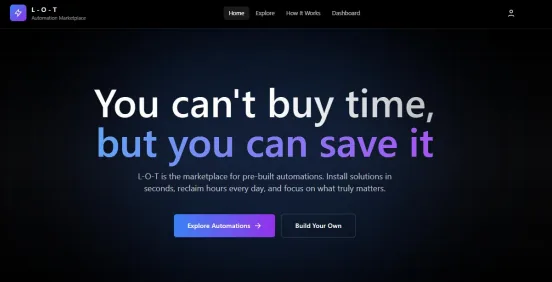 L-O-T
Automation Marketplace
Home Explore How It Works Dashboard
You can't buy time,
but you can save it
L-O-T is the marketplace for pre-built automations. Install solutions in
seconds, reclaim hours every day, and focus on what truly matters.
Explore Automations → Build Your Own